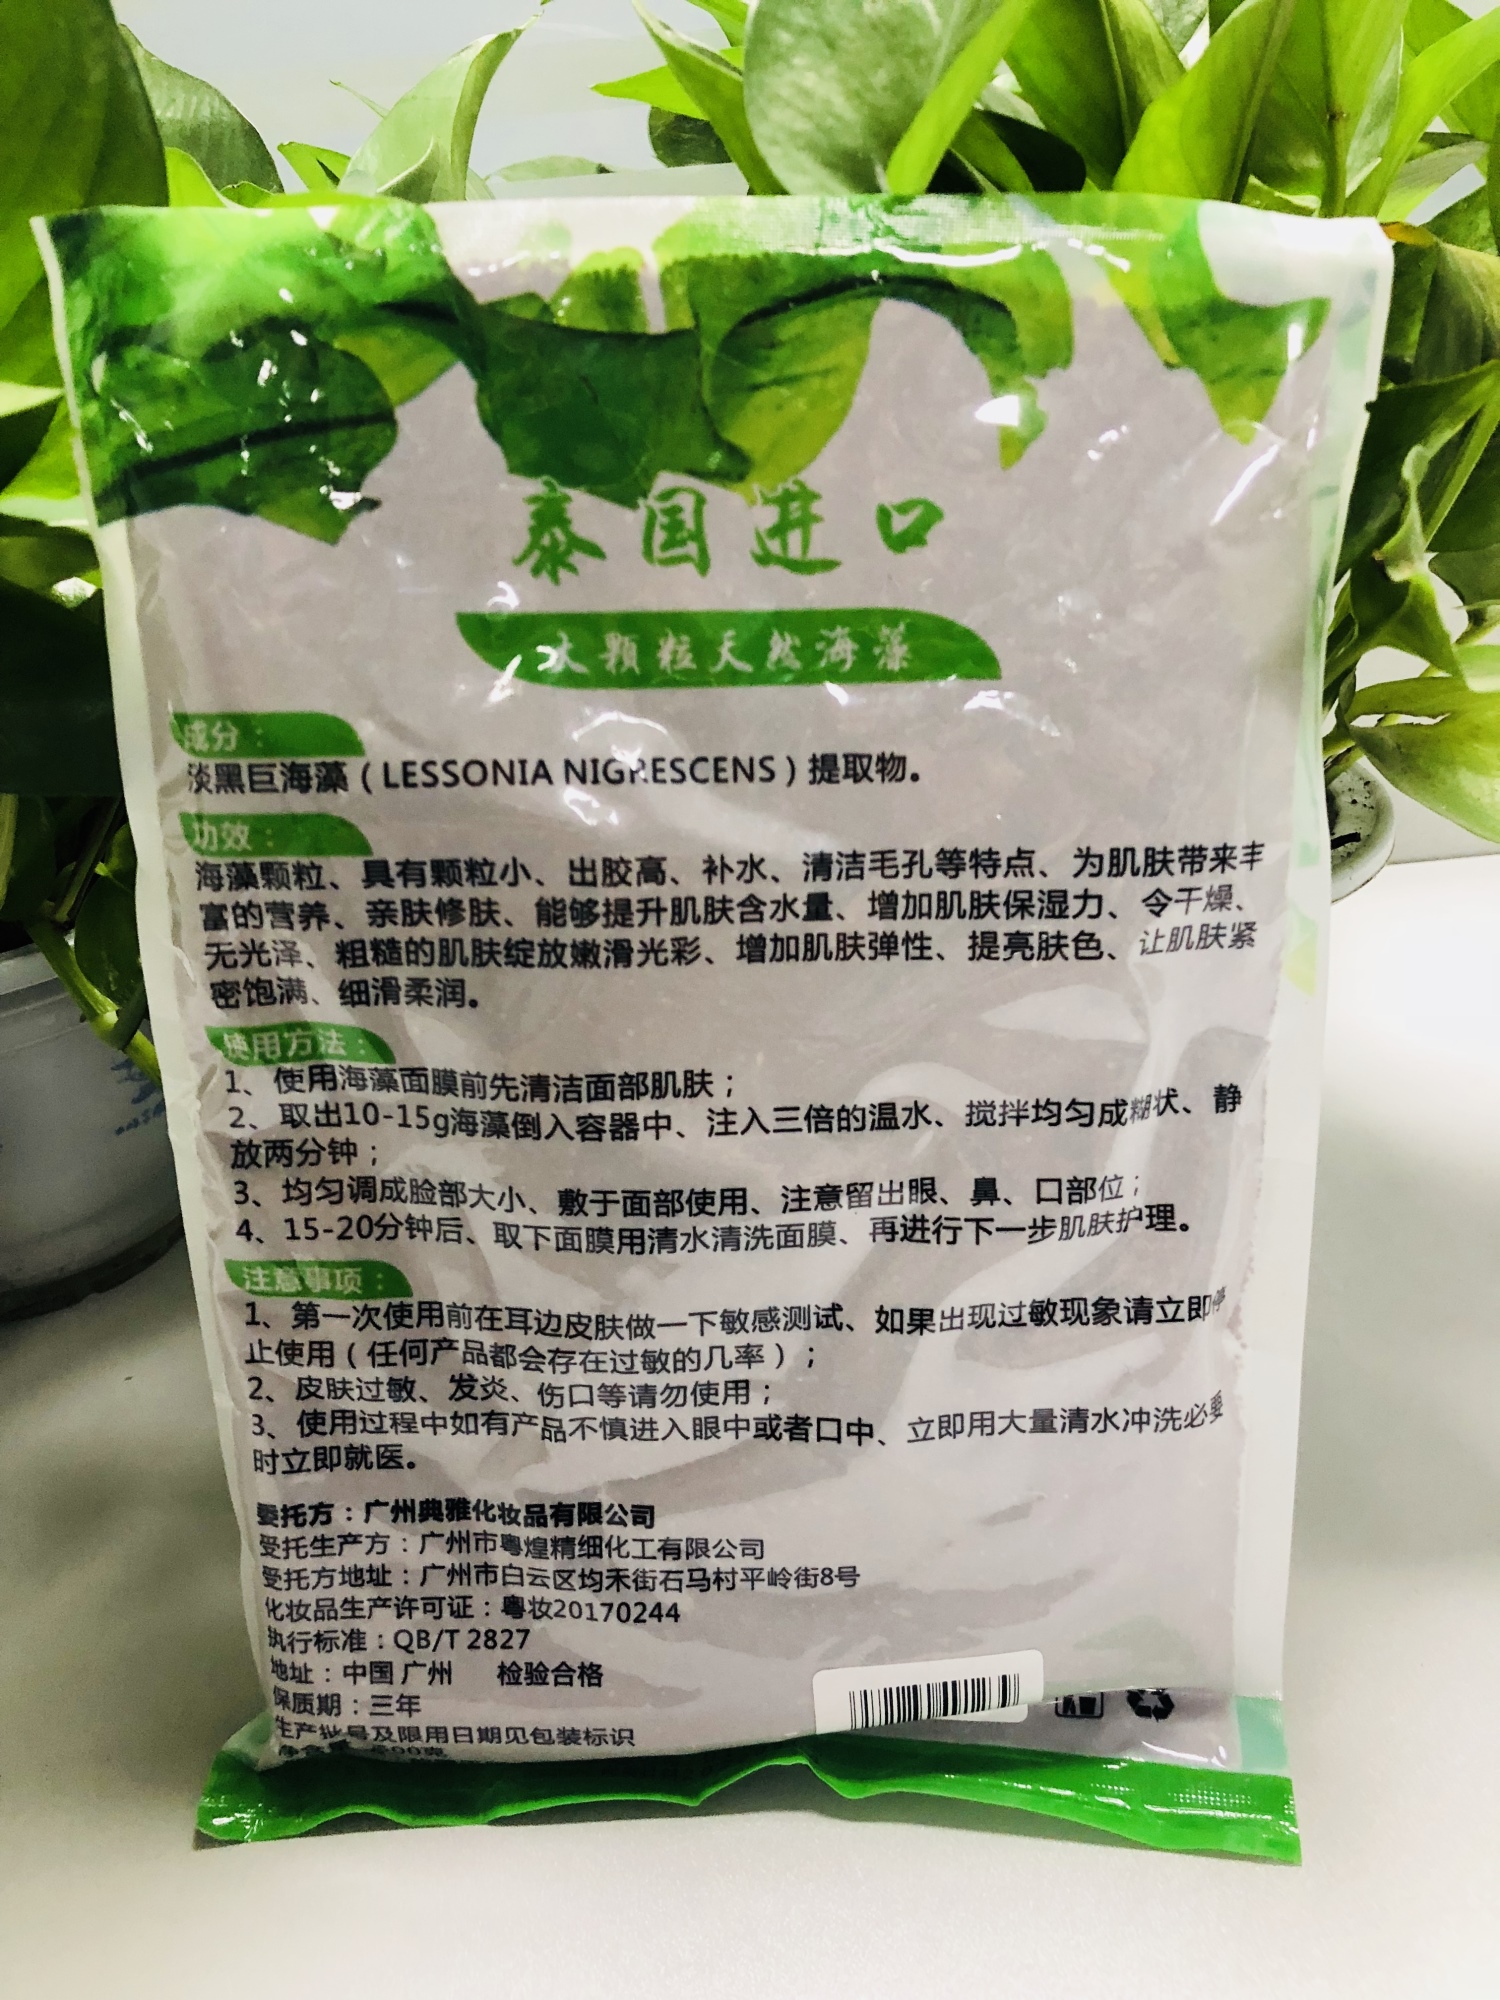 泰国进口
大颗粒天然海藻
成分：
淡黑巨海藻（LESSONIA NIGRESCENS）提取物。
功效：
海藻颗粒、具有颗粒小、出胶高、补水、清洁毛孔等特点、为肌肤带来丰
富的营养、亲肤修肤、能够提升肌肤含水量、增加肌肤保湿力、令干燥、
无光泽、粗糙的肌肤绽放嫩滑光彩、增加肌肤弹性、提亮肤色、让肌肤紧
密饱满、细滑柔润。
使用方法：
1、使用海藻面膜前先清洁面部肌肤；
2、取出10-15g海藻倒入容器中、注入三倍的温水、搅拌均匀成糊状、静
放两分钟；
3、均匀调成脸部大小、敷于面部使用、注意留出眼、鼻、口部位；
4、15-20分钟后、取下面膜用清水清洗面膜、再进行下一步肌肤护理。
注意事项：
1、第一次使用前在耳边皮肤做一下敏感测试、如果出现过敏现象请立即停
止使用（任何产品都会存在过敏的几率）；
2、皮肤过敏、发炎、伤口等请勿使用；
3、使用过程中如有产品不慎进入眼中或者口中、立即用大量清水冲洗必要
时立即就医。
委托方：广州典雅化妆品有限公司
受托生产方：广州市粤煌精细化工有限公司
受托方地址：广州市白云区均禾街石马村平岭街8号
化妆品生产许可证：粤妆20170244
执行标准：QB/T 2827
地址：中国 广州 检验合格
保质期：三年
生产批号及限用日期见包装标识
净含量